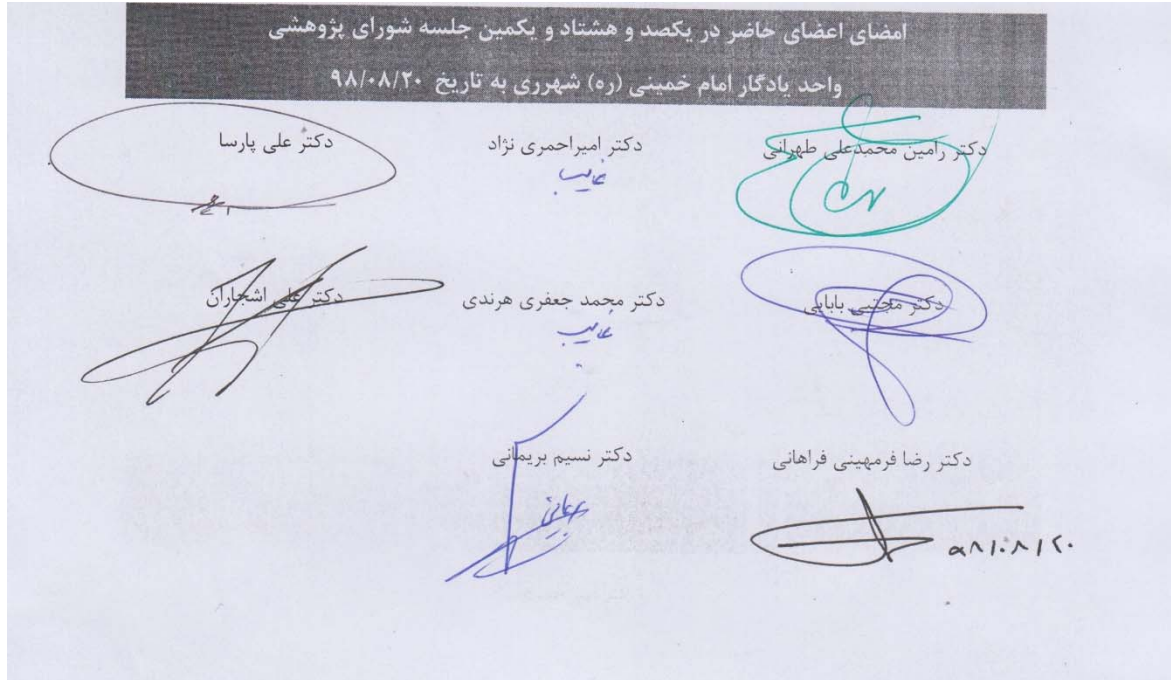 امضای اعضای حاضر در یکصد و هشتاد و یکمین جلسه شورای پژوهشی
واحد یادگار امام خمینی (ره) شهرری به تاریخ ۹۸/۰۸/۲۰
دکتر رامین محمدعلی طهرانی دکتر امیراحمری نژاد دکتر علی پارسا
غایب
دکتر مجتبی بابایی دکتر محمد جعفری هرندی دکتر علی اشجاران
غایب
دکتر رضا فرمهینی فراهانی دکتر نسیم بریمانی
بریمانی
۹۸/۰۸/۲۰